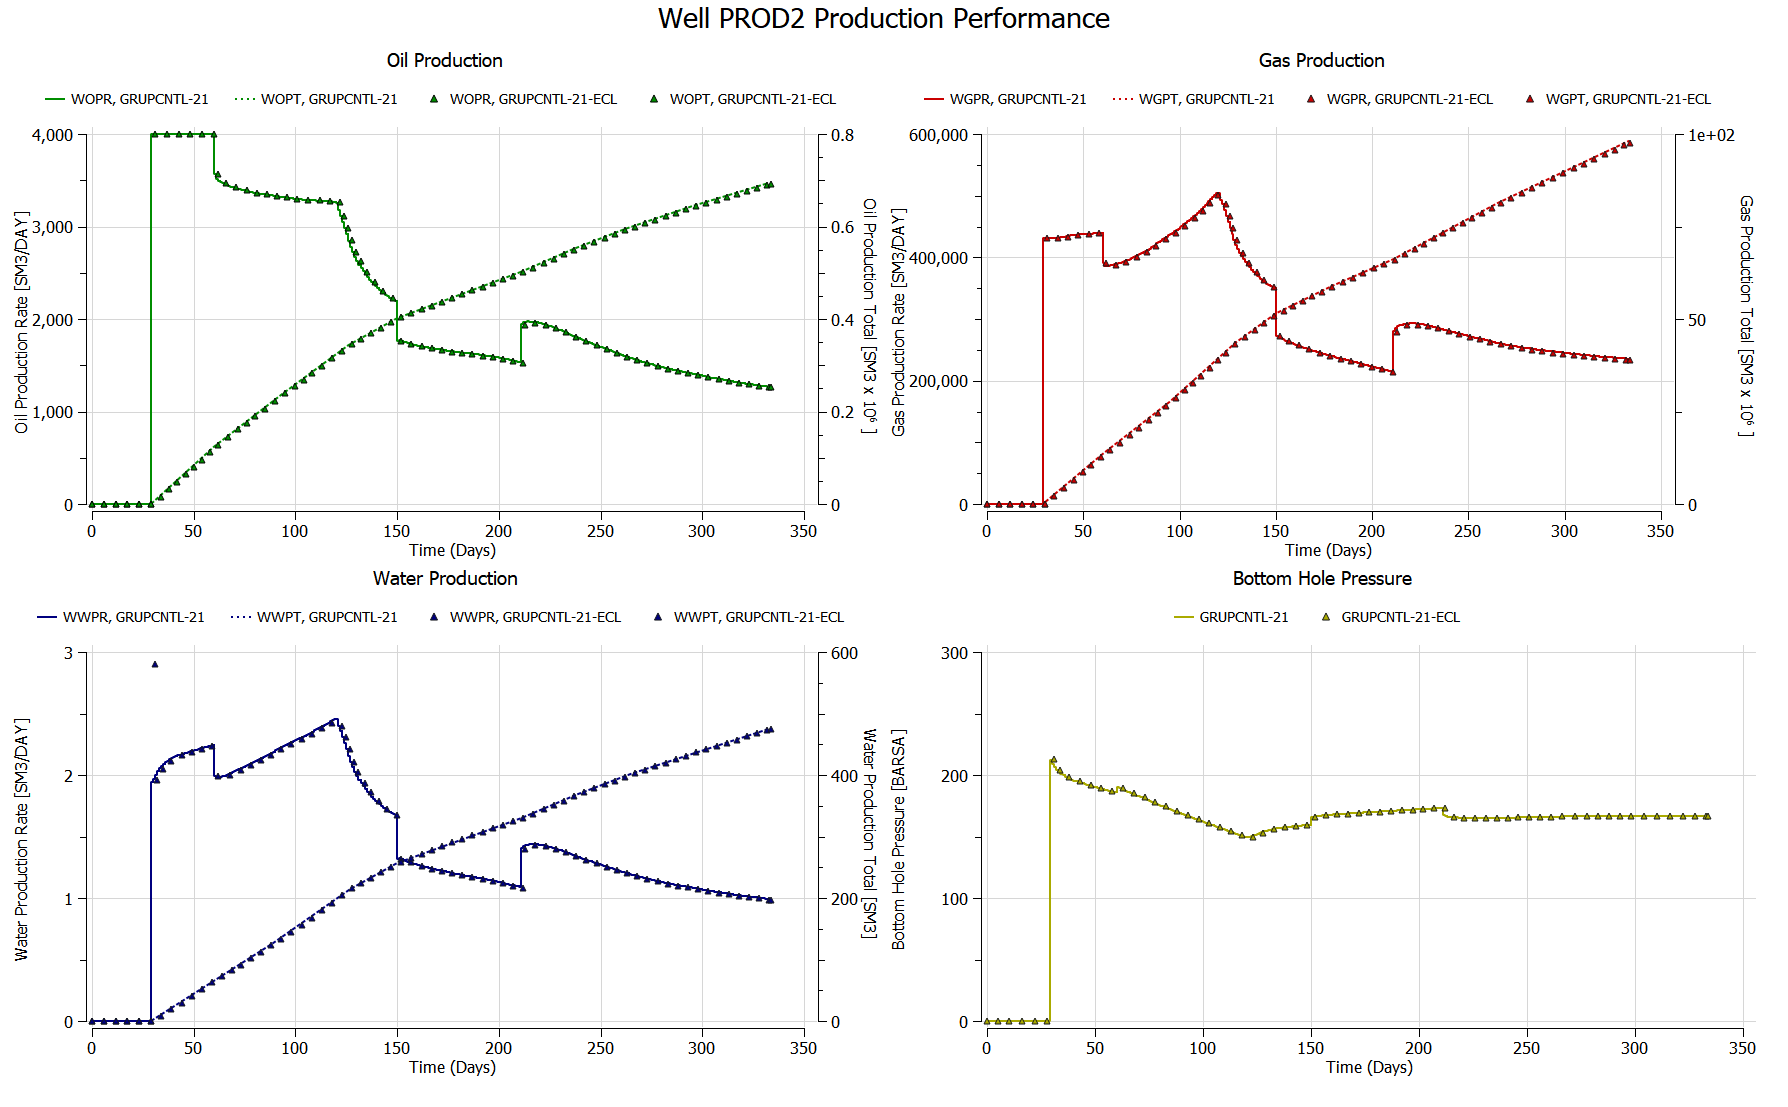 Well PROD2 Production Performance
Oil Production
WOPR, GRUPCNTL-21 WOPT, GRUPCNTL-21 WOPR, GRUPCNTL-21-ECL WOPT, GRUPCNTL-21-ECL
4,000
3,000
2,000
1,000
0
Oil Production Rate [SM3/DAY]
0.8
0.6
0.4
0.2
0
Oil Production Total [SM3 x 10⁶ ]
0 50 100 150 200 250 300 350
Time (Days)
Gas Production
WGPR, GRUPCNTL-21 WGPT, GRUPCNTL-21 WGPR, GRUPCNTL-21-ECL WGPT, GRUPCNTL-21-ECL
600,000
400,000
200,000
0
Gas Production Rate [SM3/DAY]
1e+02
50
0
Gas Production Total [SM3 x 10⁶ ]
0 50 100 150 200 250 300 350
Time (Days)
Water Production
WWPR, GRUPCNTL-21 WWPT, GRUPCNTL-21 WWPR, GRUPCNTL-21-ECL WWPT, GRUPCNTL-21-ECL
3
2
1
0
Water Production Rate [SM3/DAY]
600
400
200
0
Water Production Total [SM3]
0 50 100 150 200 250 300 350
Time (Days)
Bottom Hole Pressure
GRUPCNTL-21 GRUPCNTL-21-ECL
300
200
100
0
Bottom Hole Pressure [BARSA]
0 50 100 150 200 250 300 350
Time (Days)